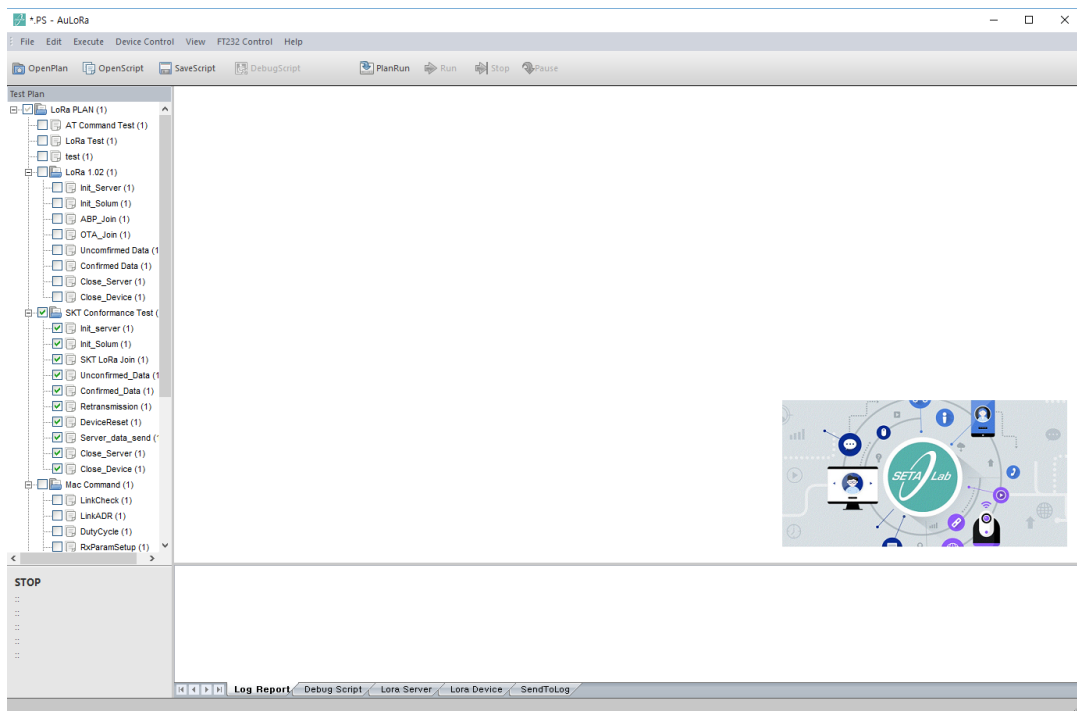 *.PS - AuLoRa
File Edit Execute Device Control View FT232 Control Help
OpenPlan OpenScript SaveScript DebugScript PlanRun Run Stop Pause
Test Plan
LoRa PLAN (1)
AT Command Test (1)
LoRa Test (1)
test (1)
LoRa 1.02 (1)
Init_Server (1)
Init_Solum (1)
ABP_Join (1)
OTA_Join (1)
Uncomfirmed Data (1
Confirmed Data (1)
Close_Server (1)
Close_Device (1)
SKT Conformance Test (
Init_server (1)
Init_Solum (1)
SKT LoRa Join (1)
Unconfirmed_Data (1
Confirmed_Data (1)
Retransmission (1)
DeviceReset (1)
Server_data_send (
Close_Server (1)
Close_Device (1)
Mac Command (1)
LinkCheck (1)
LinkADR (1)
DutyCycle (1)
RxParamSetup (1)
SETA Lab
STOP
::
::
::
::
::
Log Report Debug Script Lora Server Lora Device SendToLog